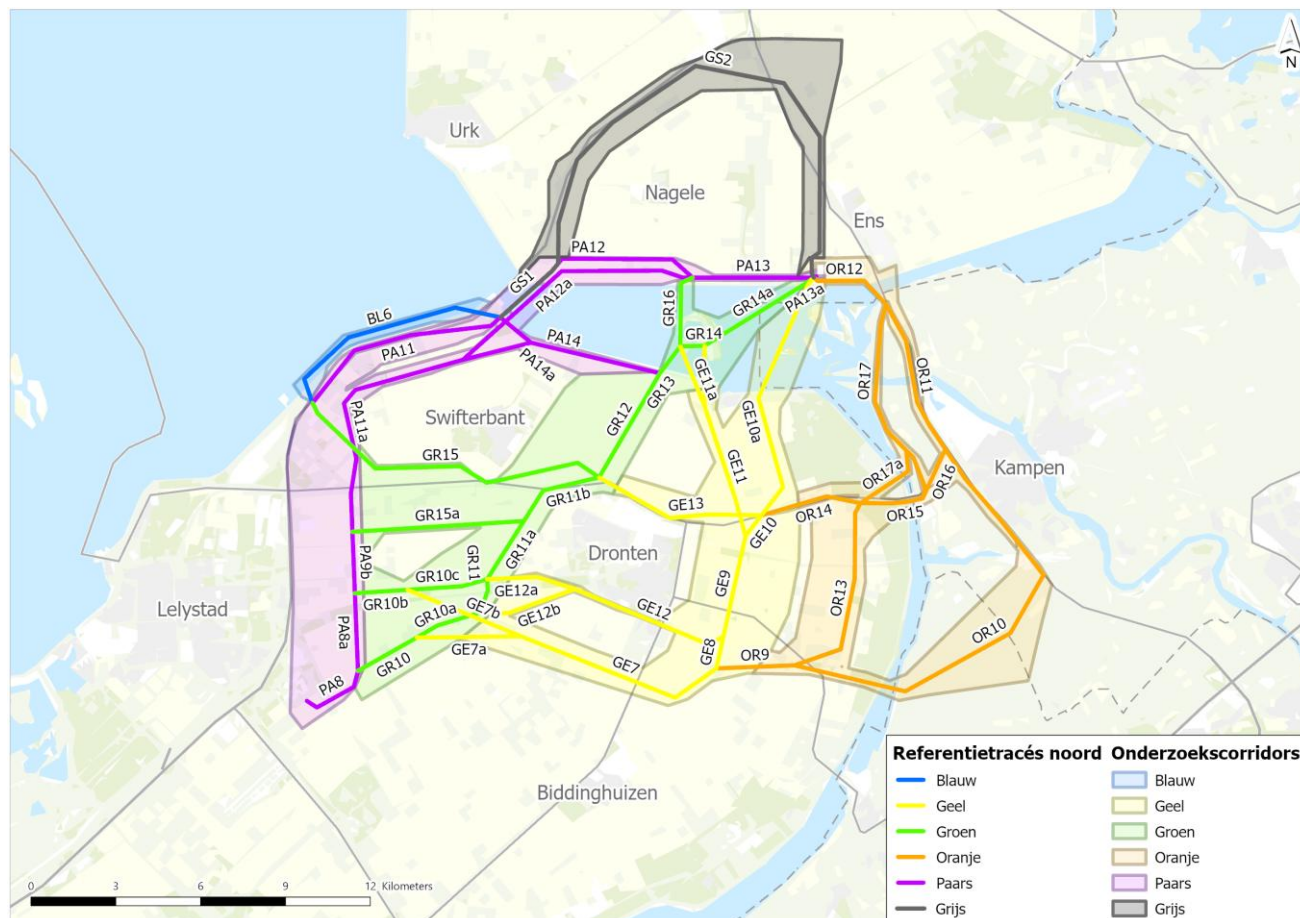 GS2
N
Urk
Nagele
Ens
PA12
GS1
PA12a
PA13
OR12
PA13a
GR14a
GR16
BL6
PA11
PA14
PA14a
GR14
GE11a
OR17
OR11
PA11a
Swifterbant
GR12
GR13
GE10a
GE11
Kampen
GR15
OR17a
OR16
GR11b
GE13
OR14
OR15
GE10
GR15a
GR11a
Dronten
PA9b
GR11
GE9
GR10c
GE12a
Lelystad
GR10b
GR10a
GE7b
GE12b
GE12
OR13
PA8a
GE7a
GE8
OR10
GR10
GE7
OR9
PA8
Biddinghuizen
Referentietracés noord Onderzoekscorridors
Blauw Blauw
Geel Geel
Groen Groen
Oranje Oranje
Paars Paars
Grijs Grijs
0 3 6 9 12 Kilometers